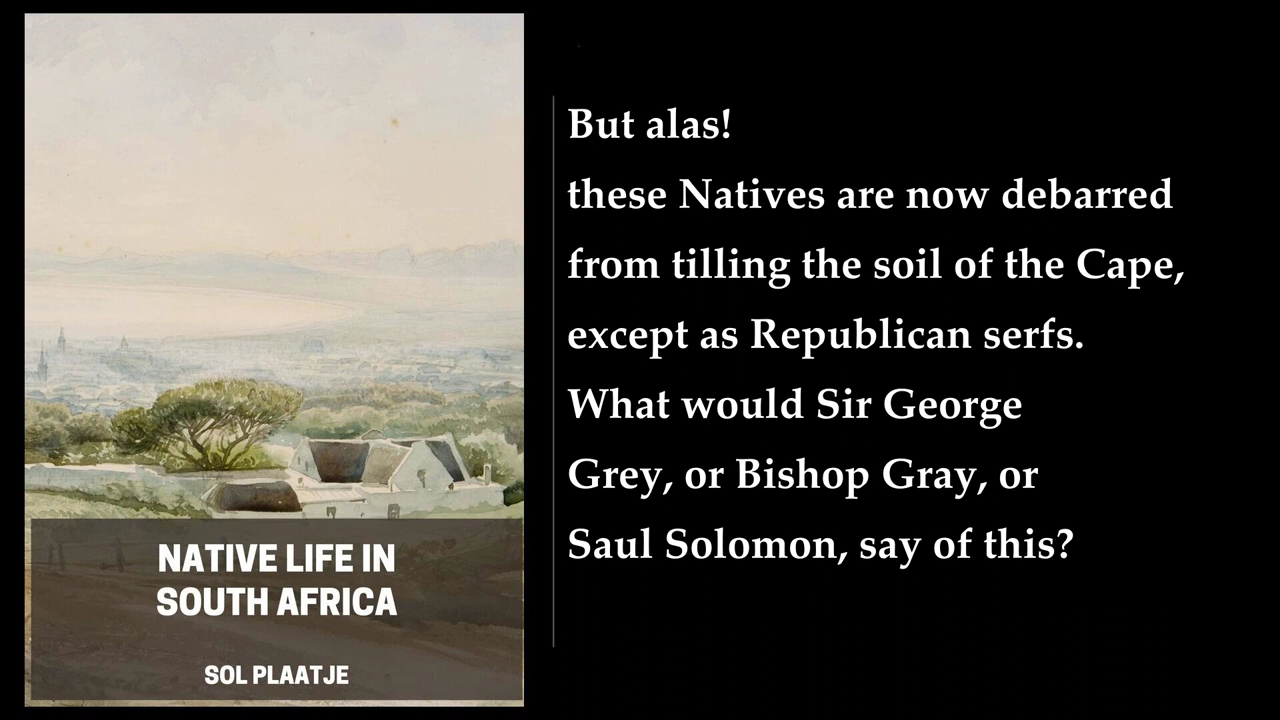 NATIVE LIFE IN
SOUTH AFRICA
SOL PLAATJE
But alas!
these Natives are now debarred
from tilling the soil of the Cape,
except as Republican serfs.
What would Sir George
Grey, or Bishop Gray, or
Saul Solomon, say of this?